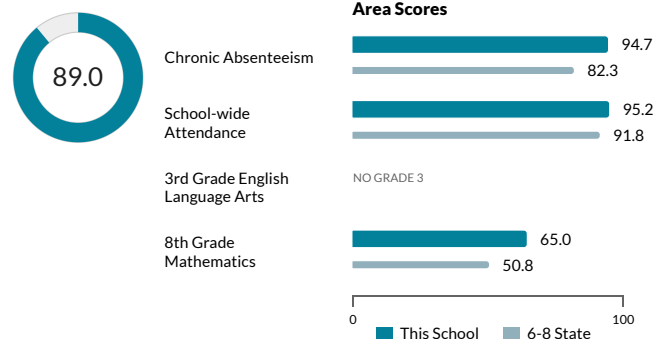 Area Scores
89.0
Chronic Absenteeism
94.7
82.3
School-wide
Attendance
95.2
91.8
3rd Grade English
Language Arts
NO GRADE 3
8th Grade
Mathematics
65.0
50.8
0 100
This School 6-8 State